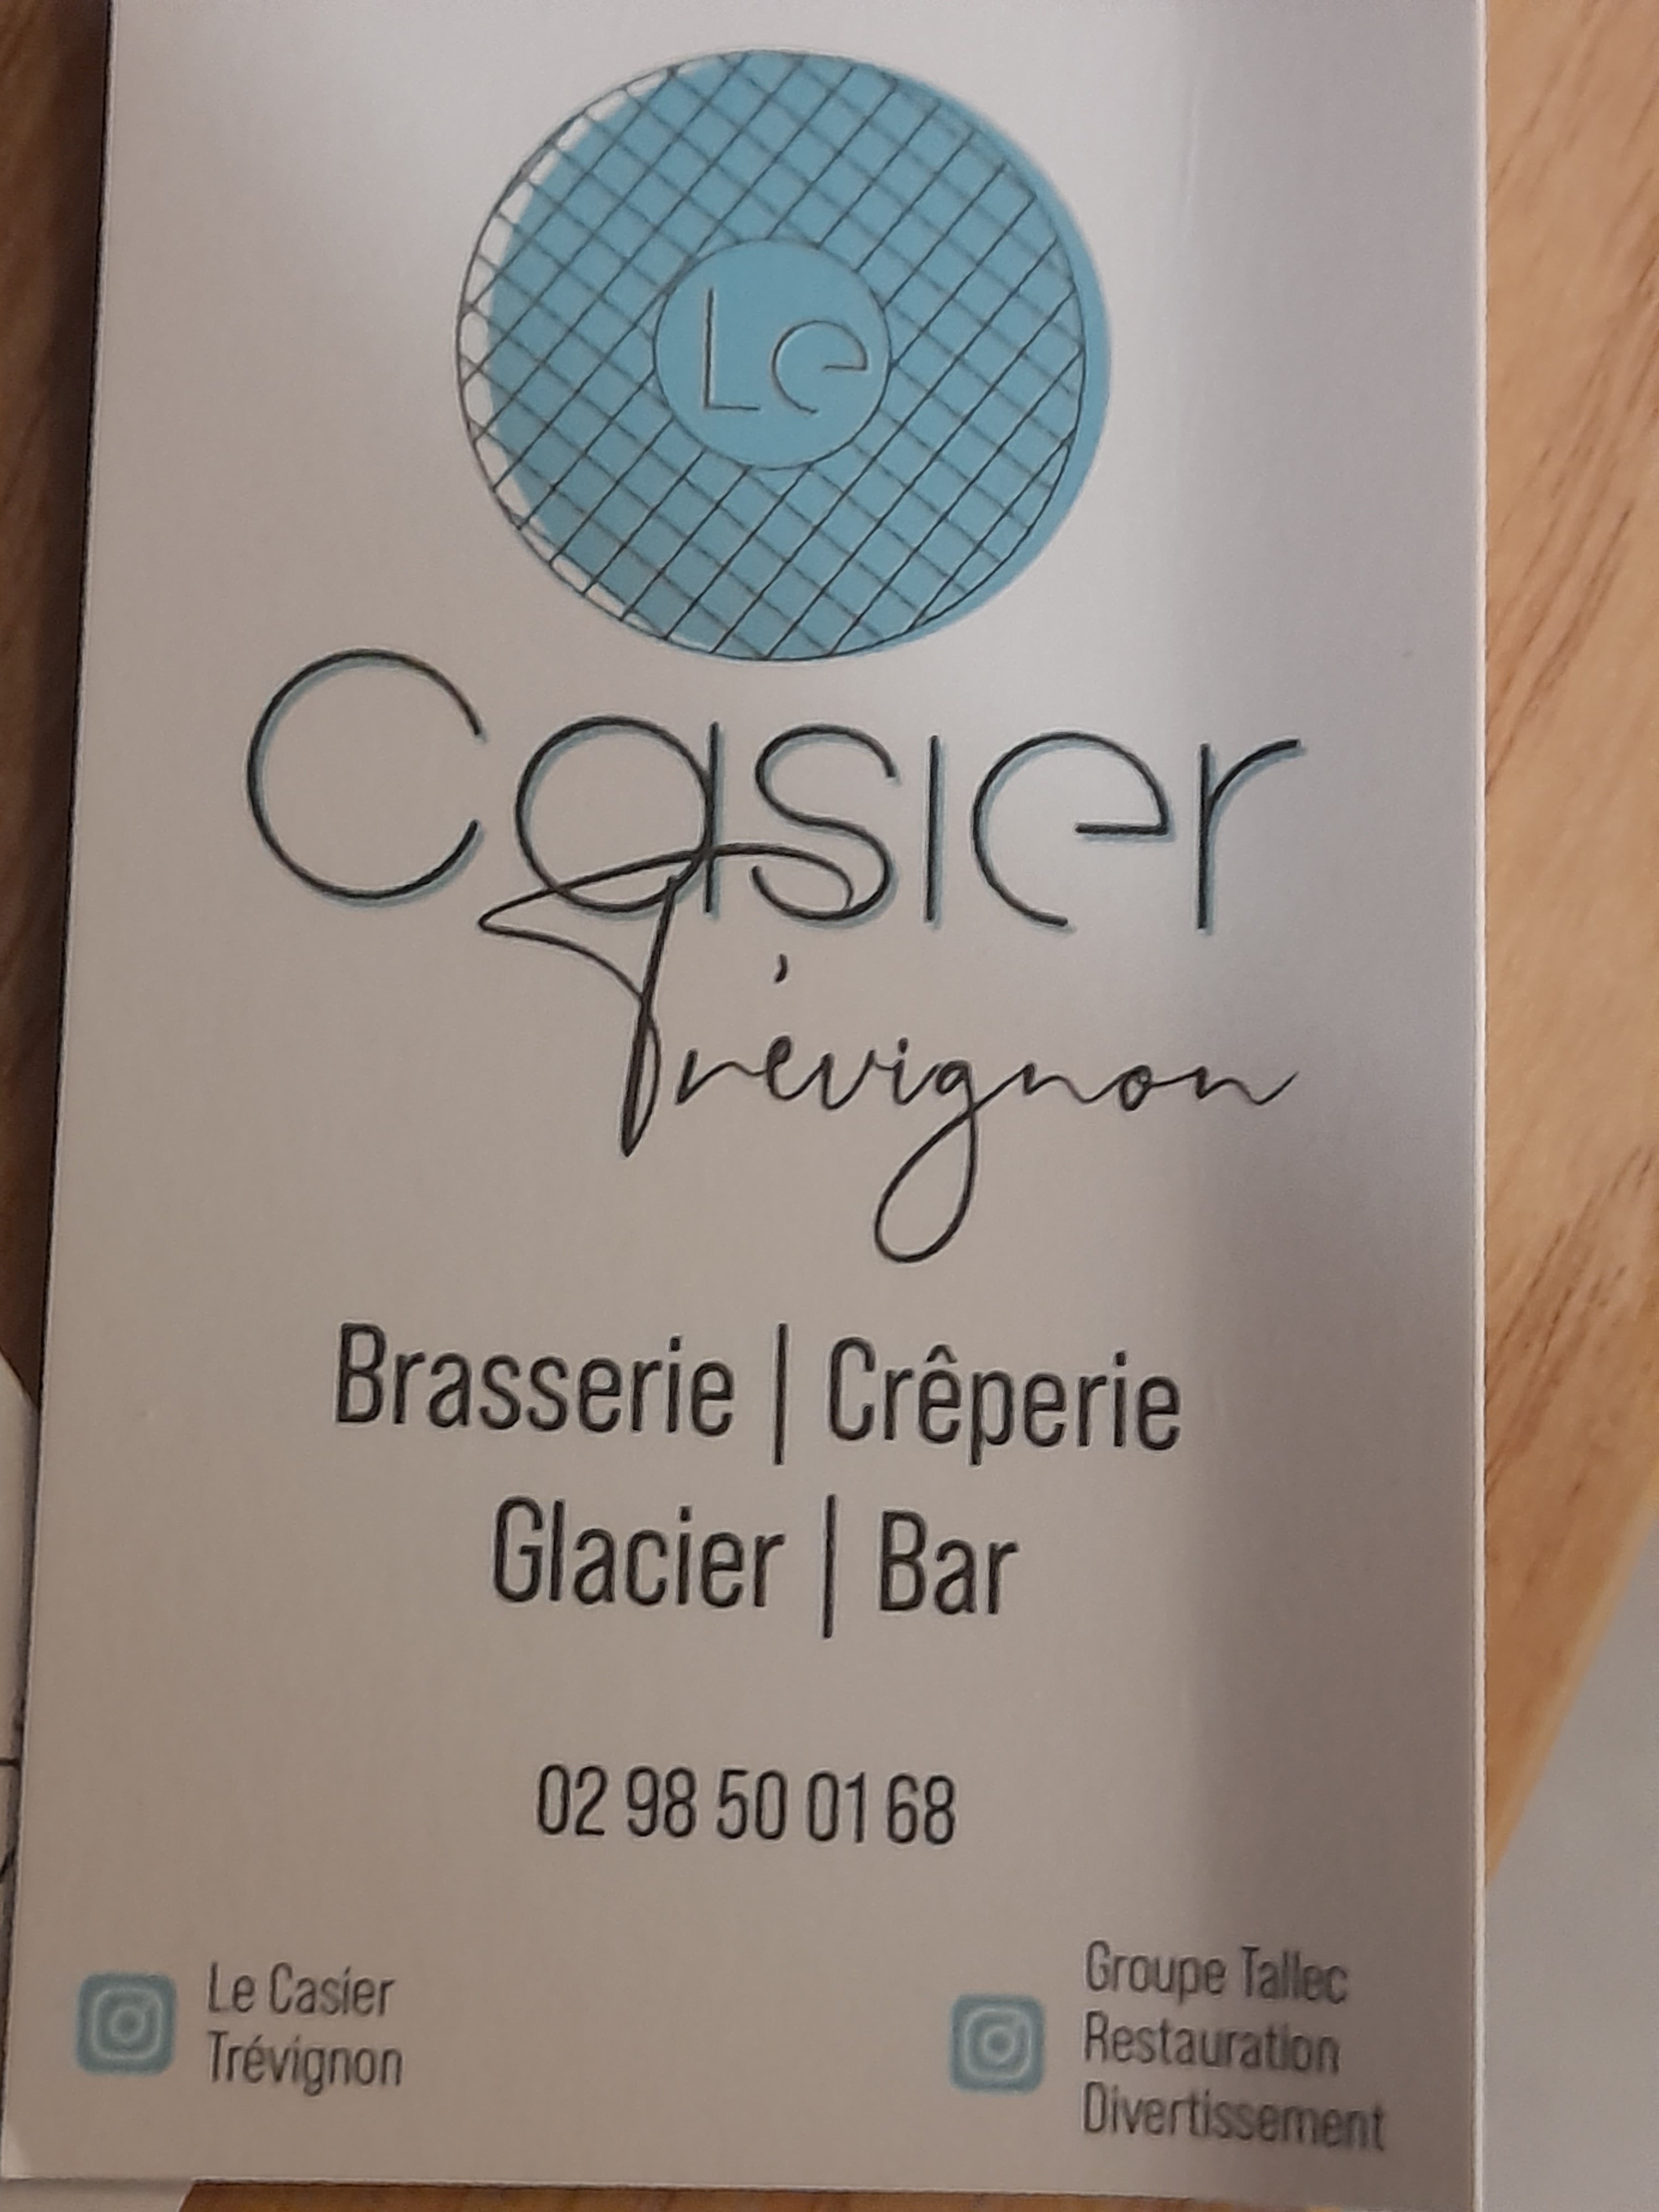 Le
Casier
Trévignon
Brasserie | Crêperie
Glacier | Bar
02 98 50 01 68
Le Casier
Trévignon
Groupe Tallec
Restauration
Divertissement